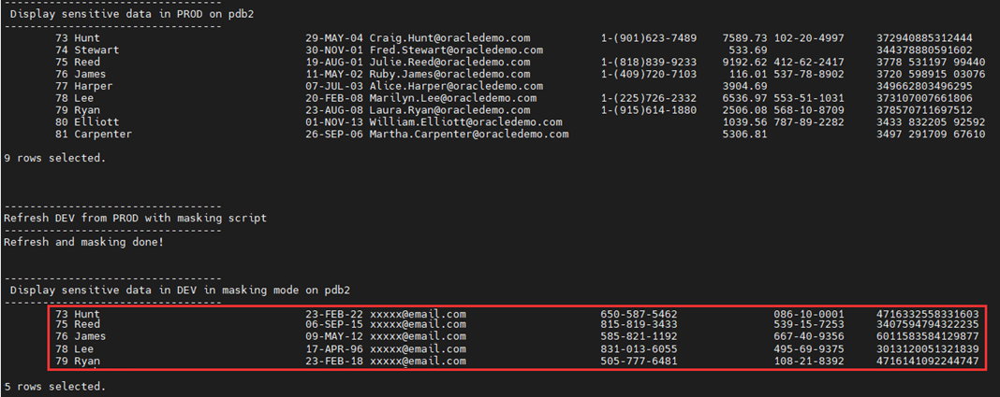 ---------------------------------
Display sensitive data in PROD on pdb2
---------------------------------
73 Hunt 29-MAY-04 Craig.Hunt@oracledemo.com 1-(901)623-7489 7589.73 102-20-4997 372940885312444
74 Stewart 30-NOV-01 Fred.Stewart@oracledemo.com 533.69 344378880591602
75 Reed 19-AUG-01 Julie.Reed@oracledemo.com 1-(818)839-9233 9192.62 412-62-2417 3778 531197 99440
76 James 11-MAY-02 Ruby.James@oracledemo.com 1-(409)720-7103 116.01 537-78-8902 3720 598915 03076
77 Harper 07-JUL-03 Alice.Harper@oracledemo.com 3904.69 349662803496295
78 Lee 20-FEB-08 Marilyn.Lee@oracledemo.com 1-(225)726-2332 6536.97 553-51-1031 373107007661806
79 Ryan 23-AUG-08 Laura.Ryan@oracledemo.com 1-(915)614-1880 2506.08 568-10-8709 378570711697512
80 Elliott 01-NOV-13 William.Elliott@oracledemo.com 1039.56 787-89-2282 3433 832205 92592
81 Carpenter 26-SEP-06 Martha.Carpenter@oracledemo.com 5306.81 3497 291709 67610
9 rows selected.
---------------------------------
Refresh DEV from PROD with masking script
---------------------------------
Refresh and masking done!
---------------------------------
Display sensitive data in DEV in masking mode on pdb2
---------------------------------
73 Hunt 23-FEB-22 xxxxx@email.com 650-587-5462 086-10-0001 4716332558331603
75 Reed 06-SEP-15 xxxxx@email.com 815-819-3433 539-15-7253 3407594794322235
76 James 09-MAY-12 xxxxx@email.com 585-821-1192 667-40-9356 6011583584129877
78 Lee 17-APR-96 xxxxx@email.com 831-013-6055 495-69-9375 3013120051321839
79 Ryan 23-FEB-18 xxxxx@email.com 505-777-6481 108-21-8392 4716141092244747
5 rows selected.